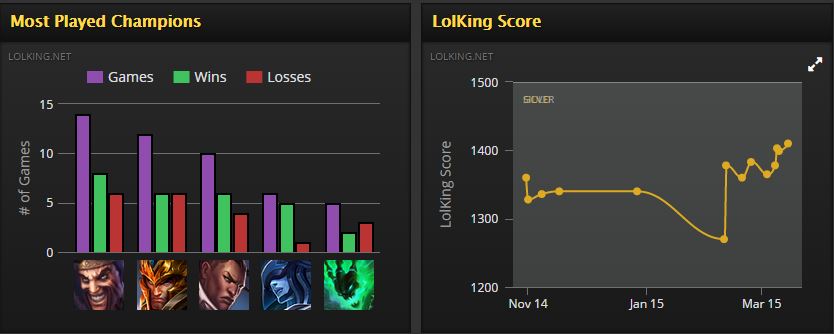 Most Played Champions
LOLKING.NET
Games
Wins
Losses
# of Games
15
10
5
0
LolKing Score
LOLKING.NET
LolKing Score
1500
1400
1300
1200
Nov 14
Jan 15
Mar 15